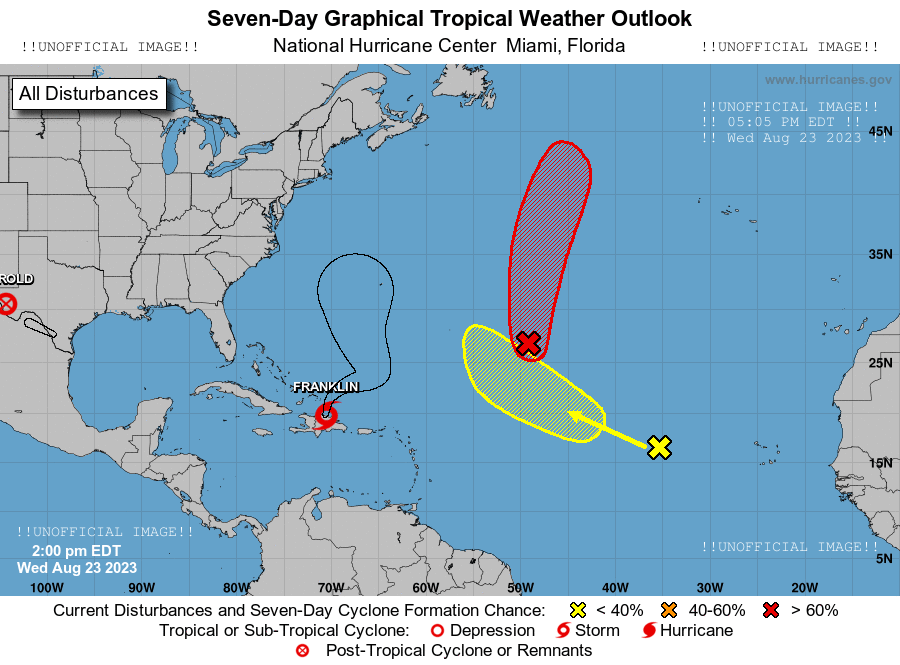 Seven-Day Graphical Tropical Weather Outlook
!!UNOFFICIAL IMAGE!! National Hurricane Center  Miami, Florida !!UNOFFICIAL IMAGE!!
www.hurricanes.gov
All Disturbances
!!UNOFFICIAL IMAGE!!
!! 05:05 PM EDT !!
!! Wed Aug 23 2023 !!
45N
35N
ROLD
25N
FRANKLIN
15N
!!UNOFFICIAL IMAGE!!
!!UNOFFICIAL IMAGE!!
2:00 pm EDT
5N
Wed Aug 23 2023
100W 90W 80W 70W 60W 50W 40W 30W 20W
Current Disturbances and Seven-Day Cyclone Formation Chance: < 40% 40-60% > 60%
Tropical or Sub-Tropical Cyclone: Depression Storm Hurricane
Post-Tropical Cyclone or Remnants